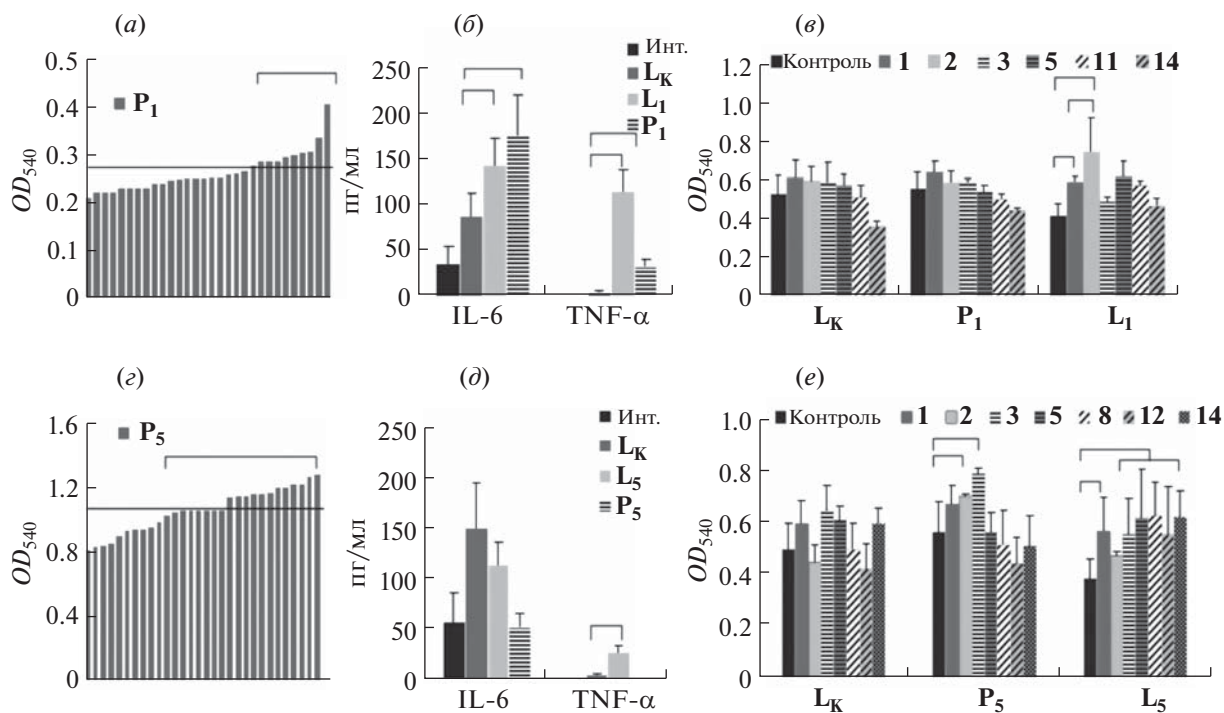 (а)
0.5
0.4
0.3
0.2
0.1
0
OD540
P1
(б)
250
200
150
100
50
0
пг/мл
IL-6 TNF-α
Инт.
LК
L1
P1
(в)
Контроль 1 2 3 5 11 14
1.2
1.0
0.8
0.6
0.4
0.2
0
OD540
LК P1 L1
(г)
1.6
1.2
0.8
0.4
0
OD540
P5
(д)
250
200
150
100
50
0
пг/мл
IL-6 TNF-α
Инт.
LК
L5
P5
(е)
Контроль 1 2 3 5 8 12 14
1.0
0.8
0.6
0.4
0.2
0
OD540
LК P5 L5